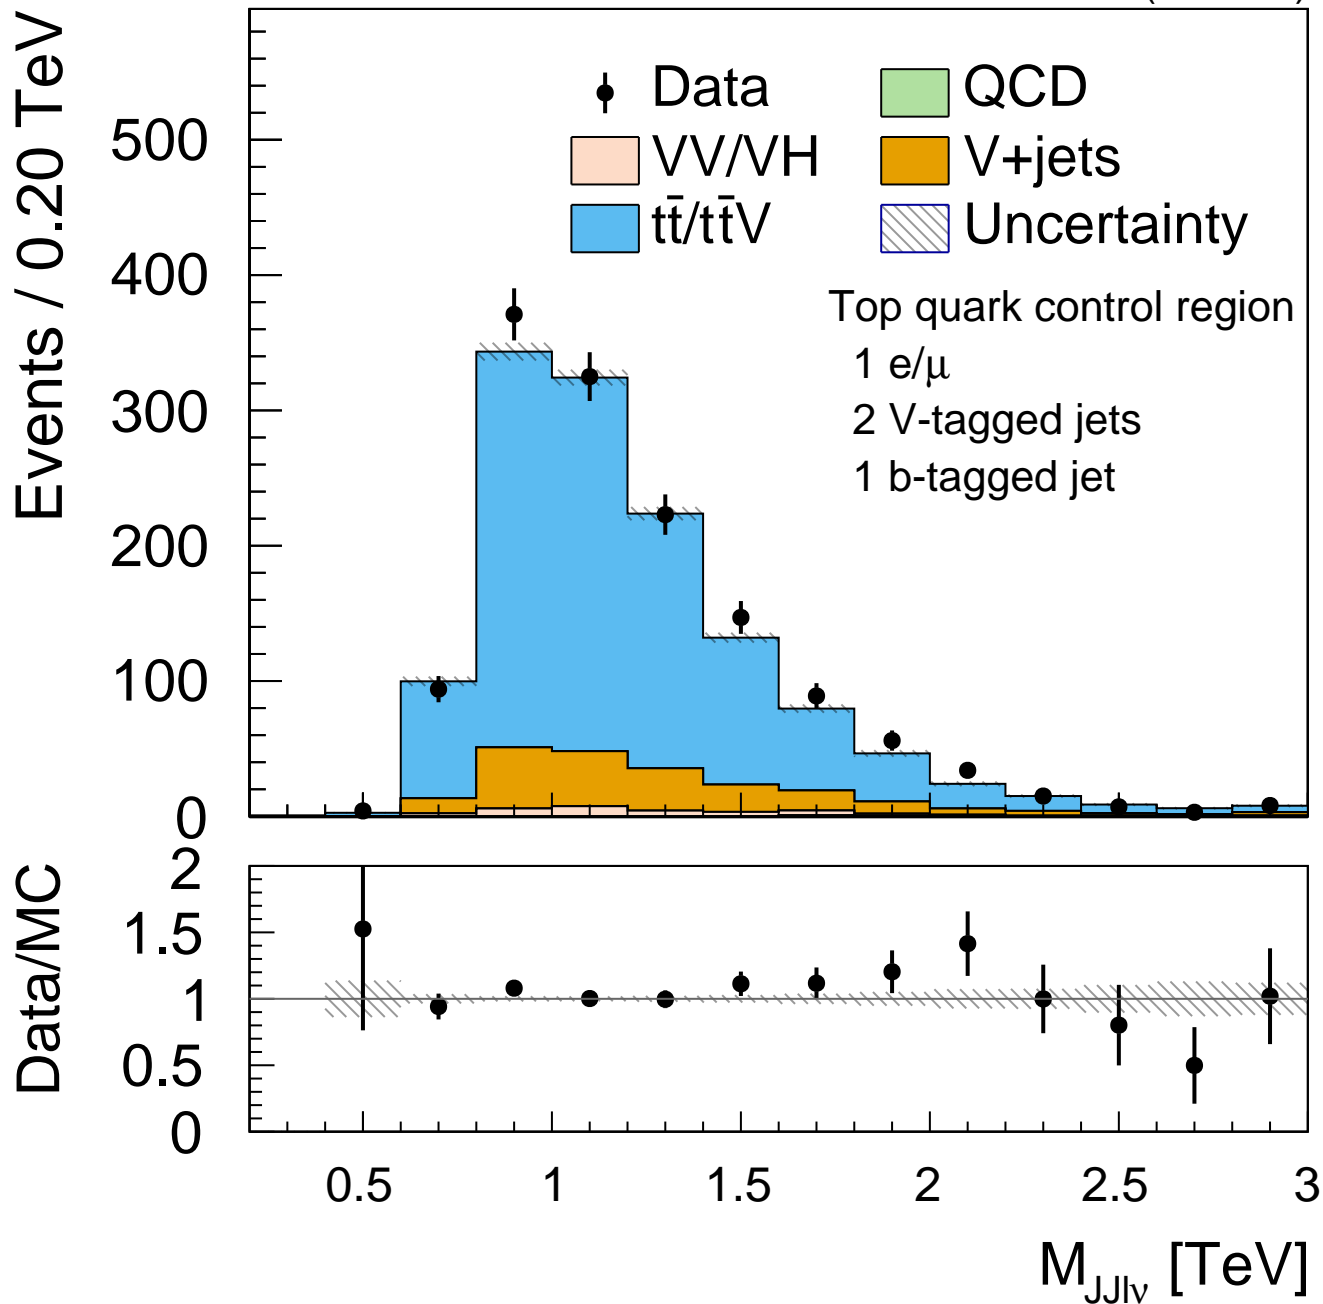 Events / 0.20 TeV
500
400
300
200
100
0
Data
QCD
VV/VH
V+jets
tt̄/tt̄V
Uncertainty
Top quark control region
1 e/μ
2 V-tagged jets
1 b-tagged jet
Data/MC
2
1.5
1
0.5
0
0.5 1 1.5 2 2.5 3
M_JJlν [TeV]